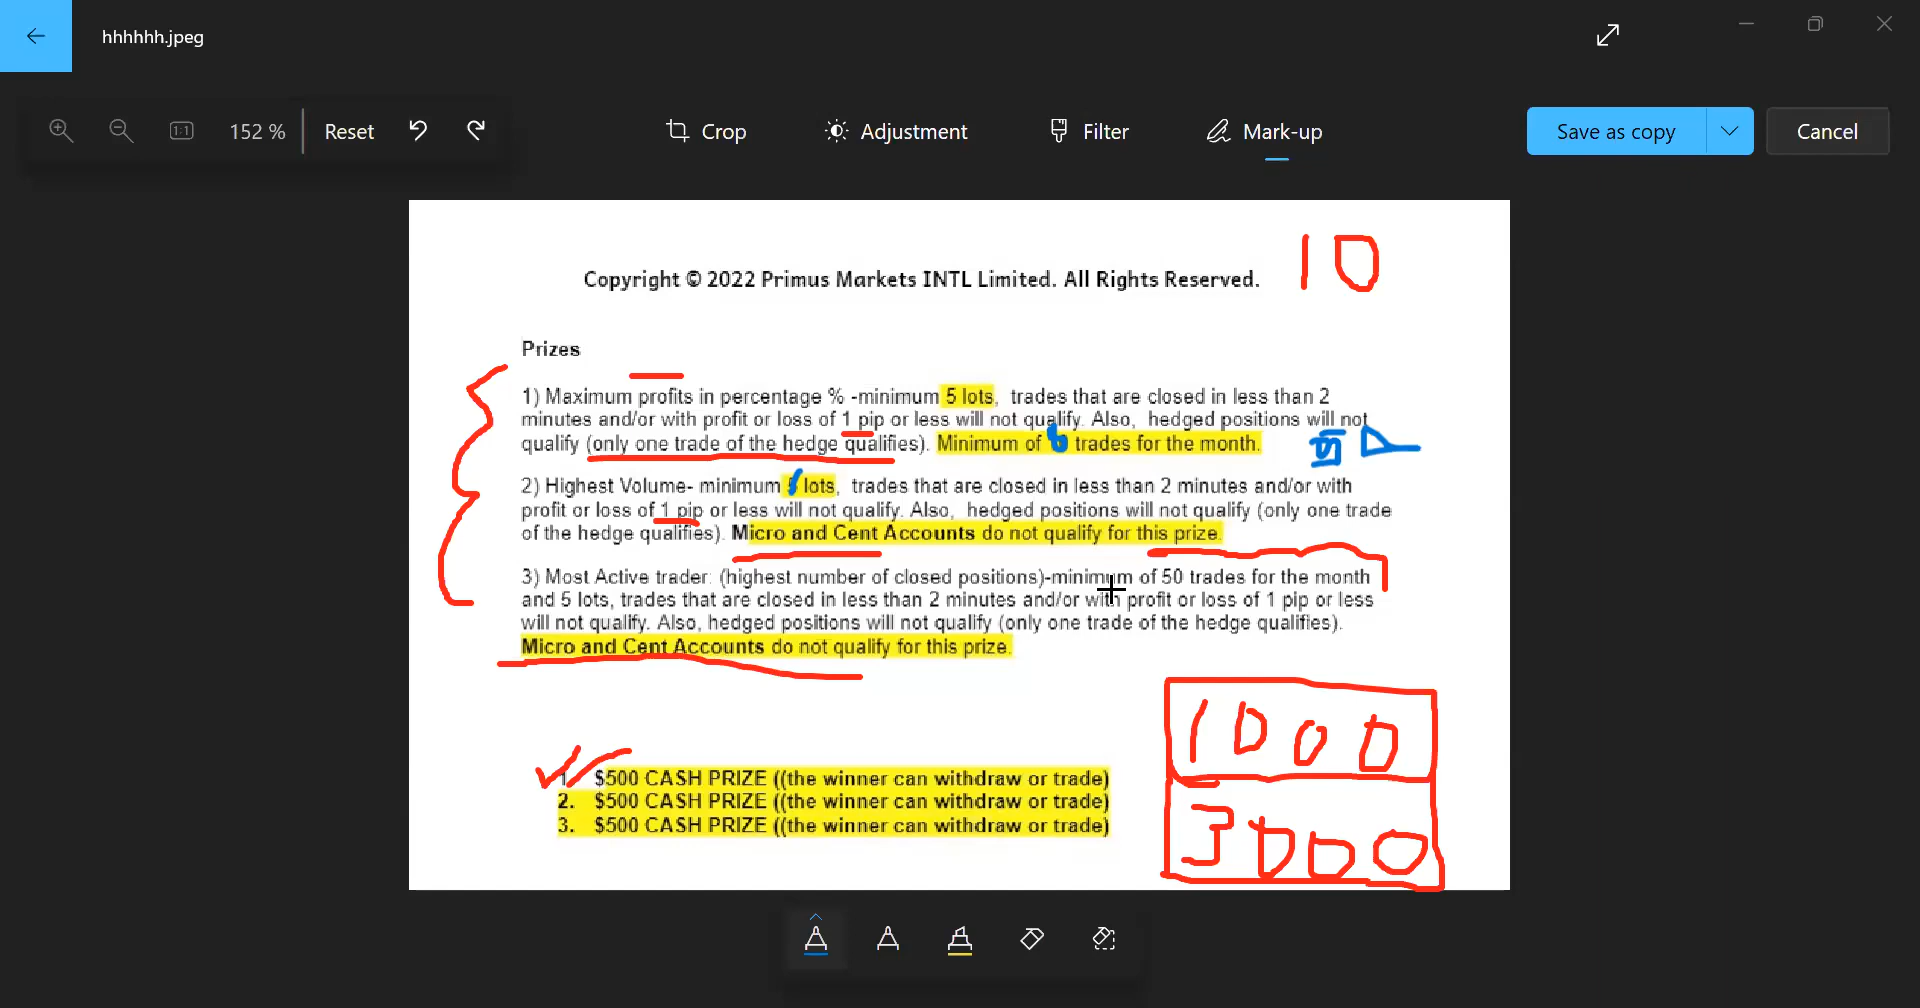 hhhhhh.jpeg
152 % Reset Crop Adjustment Filter Mark-up Save as copy Cancel
10
Copyright © 2022 Primus Markets INTL Limited. All Rights Reserved.
Prizes
1) Maximum profits in percentage % -minimum 5 lots, trades that are closed in less than 2
minutes and/or with profit or loss of 1 pip or less will not qualify. Also, hedged positions will not
qualify (only one trade of the hedge qualifies). Minimum of trades for the month.
2) Highest Volume- minimum lots, trades that are closed in less than 2 minutes and/or with
profit or loss of 1 pip or less will not qualify. Also, hedged positions will not qualify (only one trade
of the hedge qualifies). Micro and Cent Accounts do not qualify for this prize.
3) Most Active trader: (highest number of closed positions)-minimum of 50 trades for the month
and 5 lots, trades that are closed in less than 2 minutes and/or with profit or loss of 1 pip or less
will not qualify. Also, hedged positions will not qualify (only one trade of the hedge qualifies).
Micro and Cent Accounts do not qualify for this prize.
1000
1. $500 CASH PRIZE ((the winner can withdraw or trade)
2. $500 CASH PRIZE ((the winner can withdraw or trade)
3. $500 CASH PRIZE ((the winner can withdraw or trade)
3000